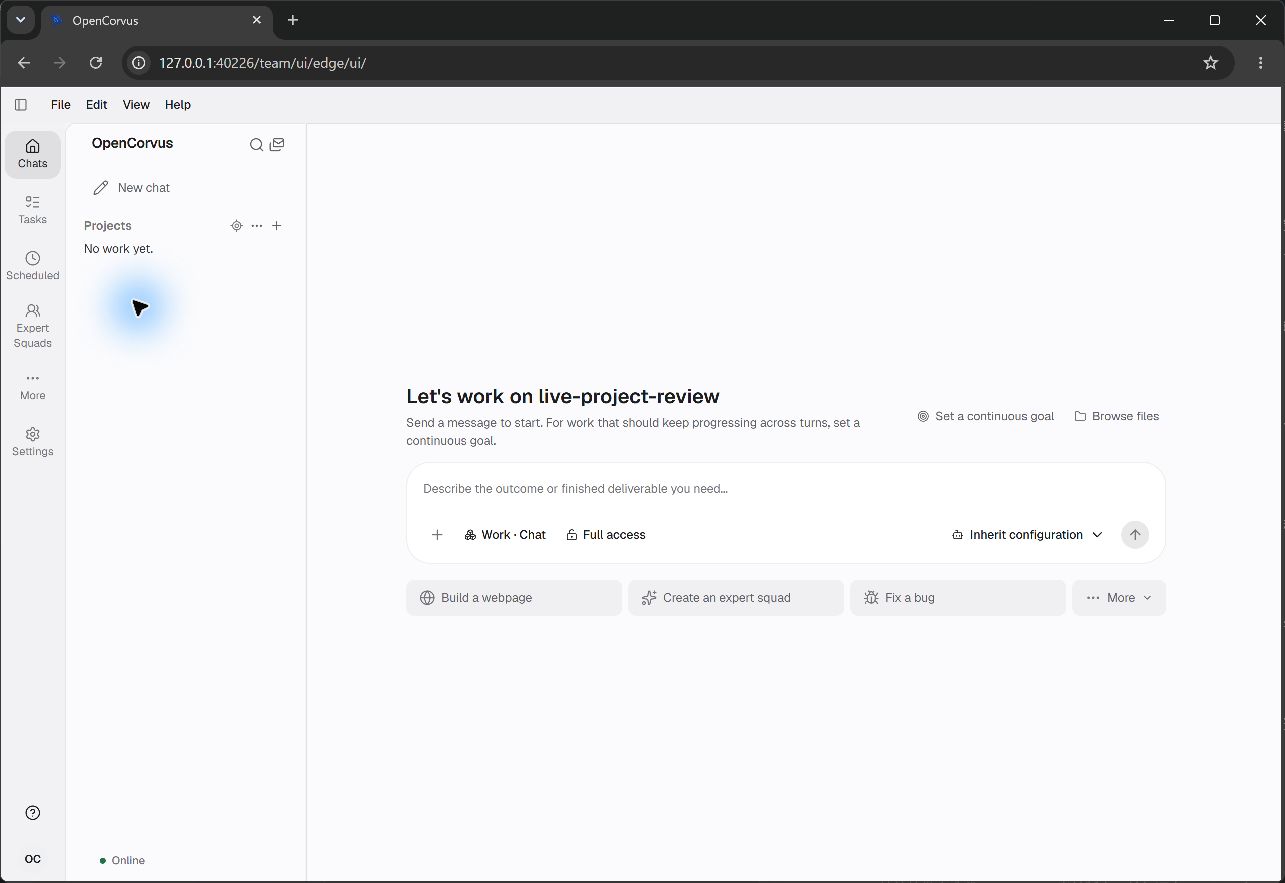 OpenCorvus
127.0.0.1:40226/team/ui/edge/ui/
File Edit View Help
Chats
Tasks
Scheduled
Expert
Squads
More
Settings
OC
OpenCorvus
New chat
Projects
No work yet.
Online
Let's work on live-project-review
Send a message to start. For work that should keep progressing across turns, set a
continuous goal.
Set a continuous goal
Browse files
Describe the outcome or finished deliverable you need...
Work · Chat
Full access
Inherit configuration
Build a webpage
Create an expert squad
Fix a bug
More